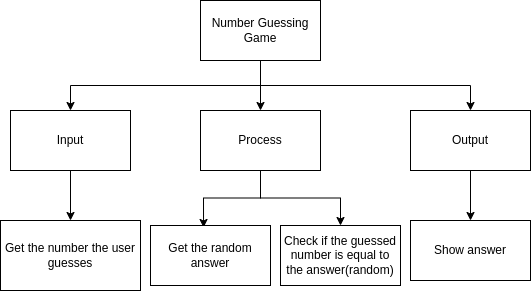 Number Guessing
Game
Input
Process
Output
Get the number the user
guesses
Get the random
answer
Check if the guessed
number is equal to
the answer(random)
Show answer